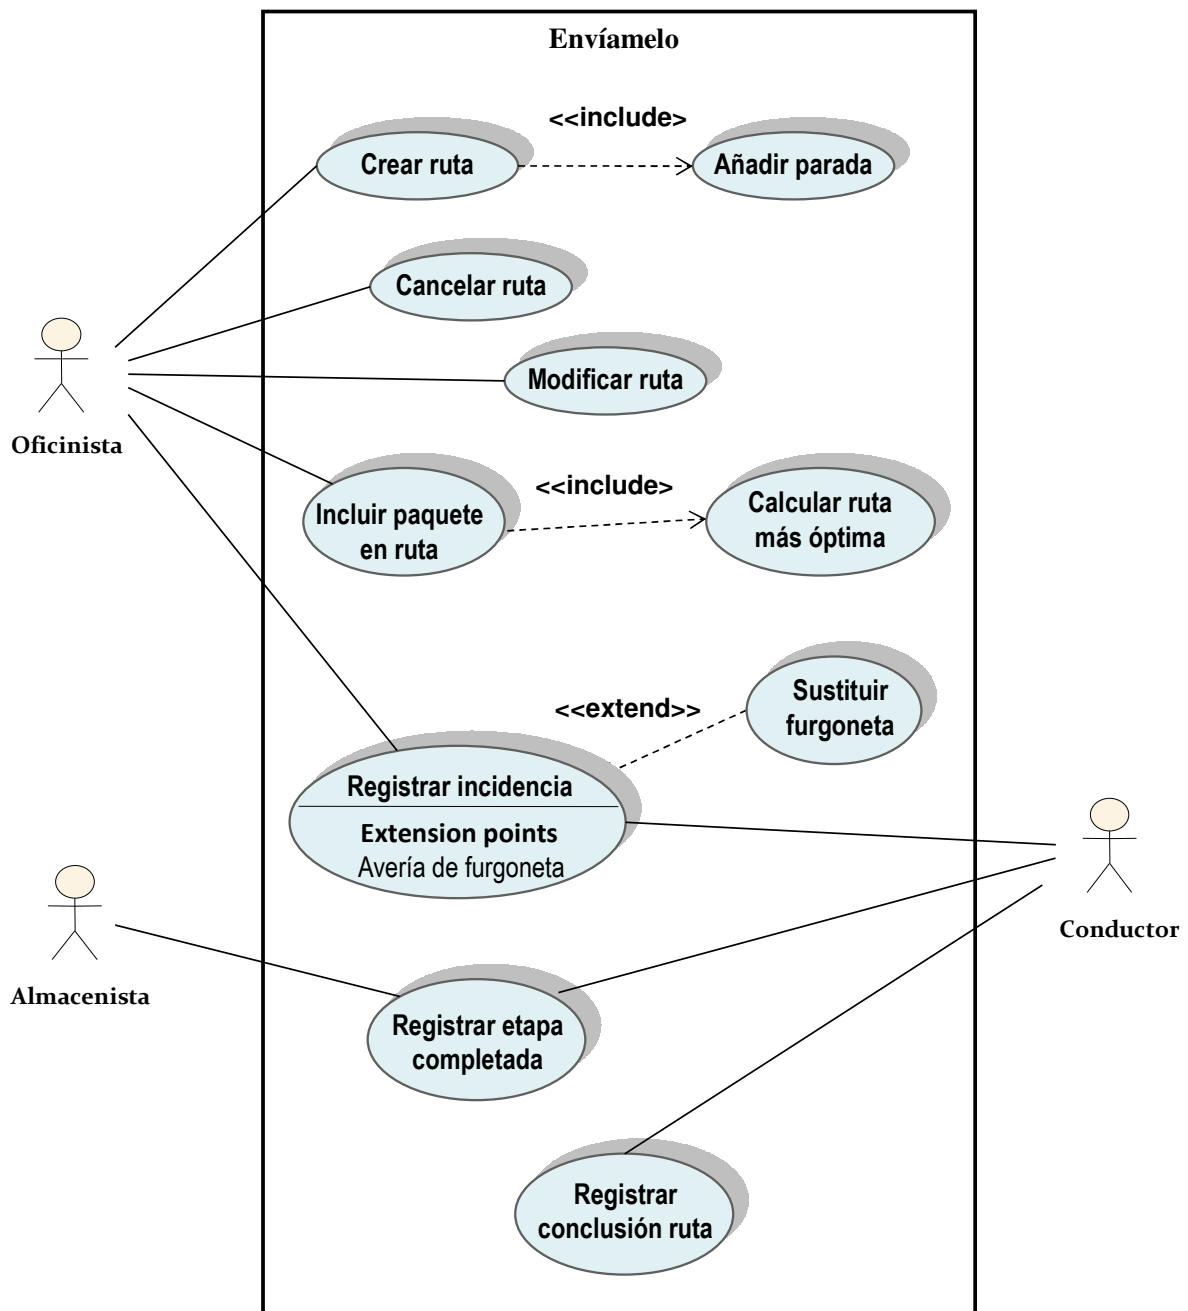 Envíamelo
<<include>
Crear ruta
Añadir parada
Cancelar ruta
Modificar ruta
Oficinista
<<include>
Incluir paquete
en ruta
Calcular ruta
más óptima
<<extend>>
Sustituir
furgoneta
Registrar incidencia
Extension points
Avería de furgoneta
Conductor
Almacenista
Registrar etapa
completada
Registrar
conclusión ruta